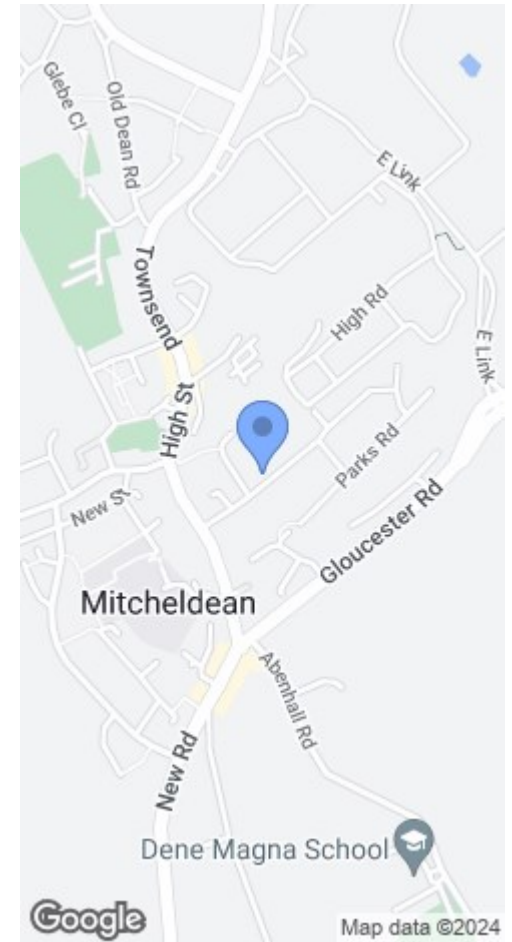 Glebe Cl
Old Dean Rd
E Link
Townsend
High Rd
E Link
High St
Parks Rd
New St
Gloucester Rd
Mitcheldean
Abenhall Rd
New Rd
Dene Magna School
Google
Map data ©2024